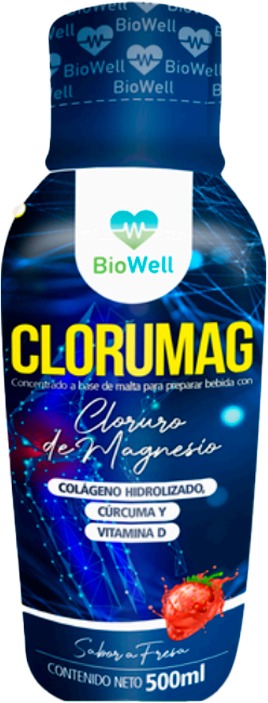 BioWell
BioWell
BioWell
BioWell
BioWell
CLORUMAG
Concentrado a base de malta para preparar bebida con
Cloruro
de Magnesio
COLÁGENO HIDROLIZADO,
CÚRCUMA Y
VITAMINA D
Sabor a Fresa
CONTENIDO NETO 500ml